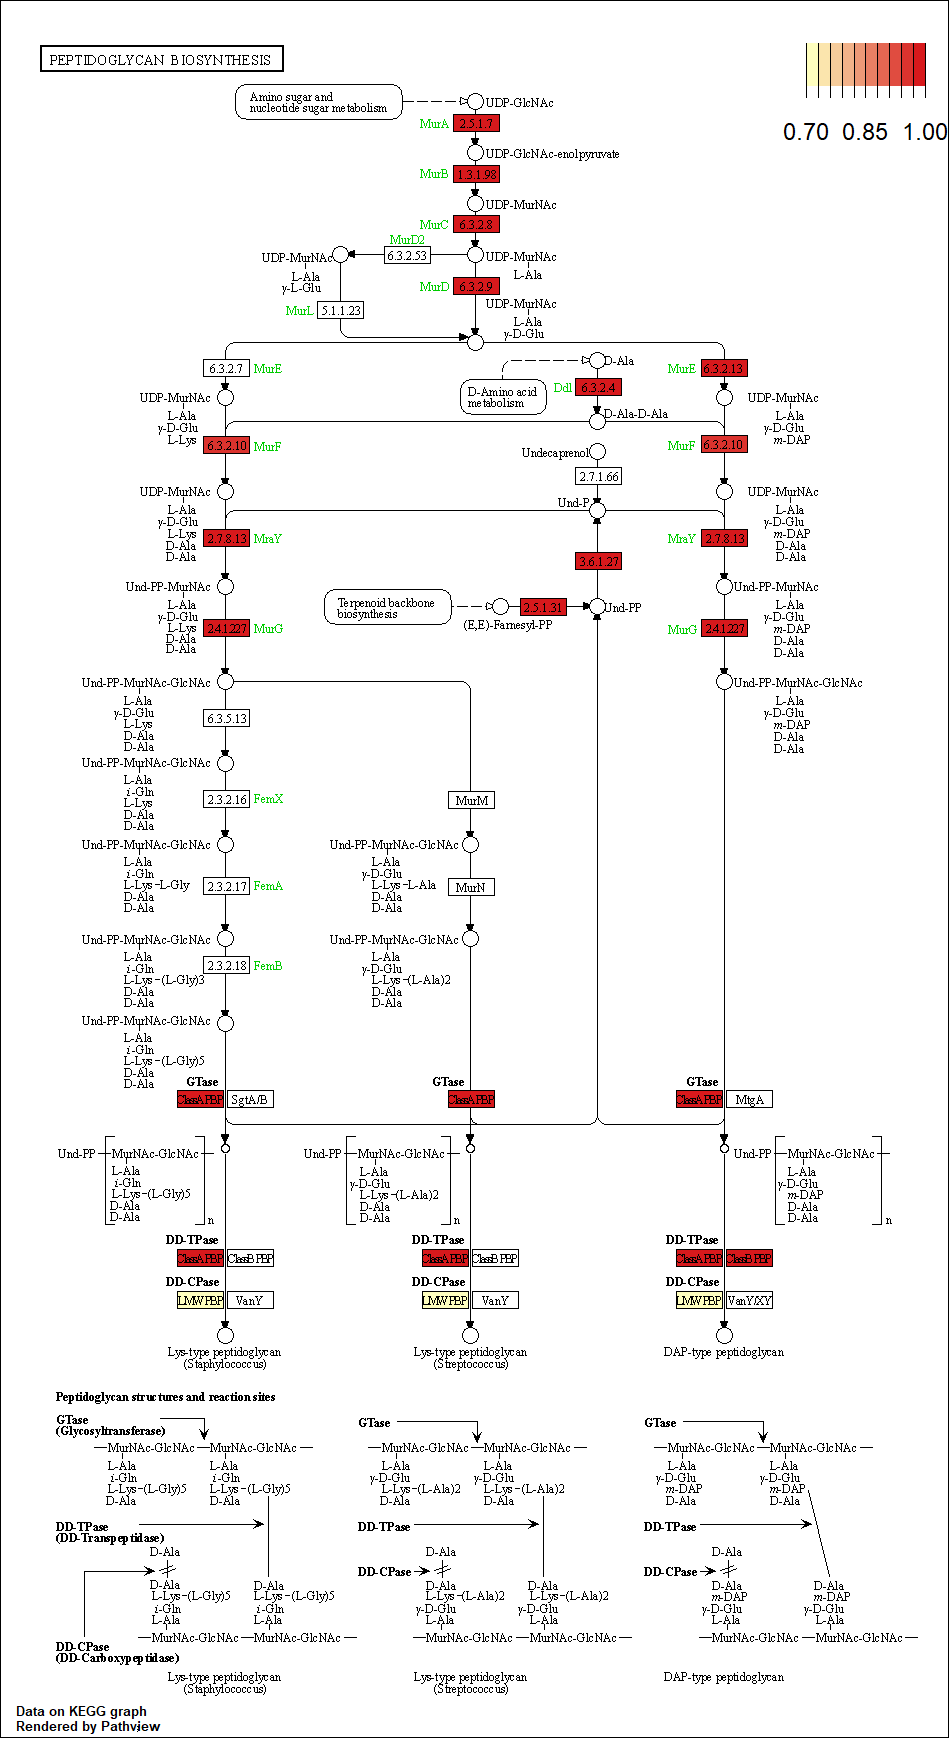 PEPTIDOGLYCAN BIOSYNTHESIS
0.70 0.85 1.00
Amino sugar and
nucleotide sugar metabolism
UDP-GlcNAc
MurA 2.5.1.7
UDP-GlcNAc-enolpyruvate
MurB 1.3.1.98
UDP-MurNAc
MurC 6.3.2.8
MurD2
UDP-MurNAc 6.3.2.53 UDP-MurNAc
L-Ala L-Ala
γ-L-Glu
MurD 6.3.2.9
MurL 5.1.1.23 UDP-MurNAc
L-Ala
γ-D-Glu
6.3.2.7 MurE
D-Ala
MurE 6.3.2.13
D-Amino acid
metabolism
Ddl 6.3.2.4
UDP-MurNAc UDP-MurNAc
L-Ala D-Ala-D-Ala L-Ala
γ-D-Glu γ-D-Glu
L-Lys m-DAP
6.3.2.10 MurF MurF 6.3.2.10
Undecaprenol
2.7.1.66
UDP-MurNAc UDP-MurNAc
Und-P
L-Ala L-Ala
γ-D-Glu γ-D-Glu
L-Lys m-DAP
D-Ala D-Ala
D-Ala D-Ala
2.7.8.13 MraY MraY 2.7.8.13
3.6.1.27
Und-PP-MurNAc Und-PP-MurNAc
Terpenoid backbone
biosynthesis
2.5.1.31 Und-PP
(E,E)-Farnesyl-PP
L-Ala L-Ala
γ-D-Glu γ-D-Glu
L-Lys m-DAP
D-Ala D-Ala
D-Ala D-Ala
2.4.1.227 MurG MurG 2.4.1.227
Und-PP-MurNAc-GlcNAc Und-PP-MurNAc-GlcNAc
L-Ala L-Ala
γ-D-Glu γ-D-Glu
L-Lys m-DAP
D-Ala D-Ala
D-Ala D-Ala
6.3.5.13
Und-PP-MurNAc-GlcNAc
L-Ala
i-Gln
L-Lys
D-Ala
D-Ala
2.3.2.16 FemX MurM
Und-PP-MurNAc-GlcNAc Und-PP-MurNAc-GlcNAc
L-Ala L-Ala
i-Gln γ-D-Glu
L-Lys-L-Gly L-Lys-L-Ala
D-Ala D-Ala
D-Ala D-Ala
2.3.2.17 FemA MurN
Und-PP-MurNAc-GlcNAc Und-PP-MurNAc-GlcNAc
L-Ala L-Ala
i-Gln γ-D-Glu
L-Lys-(L-Gly)3 L-Lys-(L-Ala)2
D-Ala D-Ala
D-Ala D-Ala
2.3.2.18 FemB
Und-PP-MurNAc-GlcNAc
L-Ala
i-Gln
L-Lys-(L-Gly)5
D-Ala
D-Ala
GTase GTase GTase
ClassA PBP SgtA/B ClassA PBP ClassA PBP MtgA
Und-PP MurNAc-GlcNAc Und-PP MurNAc-GlcNAc Und-PP MurNAc-GlcNAc
L-Ala L-Ala L-Ala
i-Gln γ-D-Glu γ-D-Glu
L-Lys-(L-Gly)5 L-Lys-(L-Ala)2 m-DAP
D-Ala D-Ala D-Ala
D-Ala D-Ala D-Ala
n n n
DD-TPase DD-TPase DD-TPase
ClassA PBP ClassB PBP ClassA PBP ClassB PBP ClassA PBP ClassB PBP
DD-CPase DD-CPase DD-CPase
LMW PBP VanY LMW PBP VanY LMW PBP VanY/XY
Lys-type peptidoglycan Lys-type peptidoglycan DAP-type peptidoglycan
(Staphylococcus) (Streptococcus)
Peptidoglycan structures and reaction sites
GTase GTase GTase
(Glycosyltransferase)
MurNAc-GlcNAc MurNAc-GlcNAc MurNAc-GlcNAc MurNAc-GlcNAc MurNAc-GlcNAc MurNAc-GlcNAc
L-Ala L-Ala L-Ala L-Ala L-Ala L-Ala
i-Gln i-Gln γ-D-Glu γ-D-Glu γ-D-Glu γ-D-Glu
L-Lys-(L-Gly)5 L-Lys-(L-Gly)5 L-Lys-(L-Ala)2 L-Lys-(L-Ala)2 m-DAP m-DAP
D-Ala D-Ala D-Ala D-Ala D-Ala D-Ala
DD-TPase DD-TPase DD-TPase
(DD-Transpeptidase)
D-Ala D-Ala D-Ala
DD-CPase DD-CPase
D-Ala D-Ala D-Ala D-Ala D-Ala D-Ala
L-Lys-(L-Gly)5 L-Lys-(L-Gly)5 L-Lys-(L-Ala)2 L-Lys-(L-Ala)2 m-DAP m-DAP
i-Gln i-Gln γ-D-Glu γ-D-Glu γ-D-Glu γ-D-Glu
L-Ala L-Ala L-Ala L-Ala L-Ala L-Ala
MurNAc-GlcNAc MurNAc-GlcNAc MurNAc-GlcNAc MurNAc-GlcNAc MurNAc-GlcNAc MurNAc-GlcNAc
DD-CPase
(DD-Carboxypeptidase)
Lys-type peptidoglycan Lys-type peptidoglycan DAP-type peptidoglycan
(Staphylococcus) (Streptococcus)
Data on KEGG graph
Rendered by Pathview